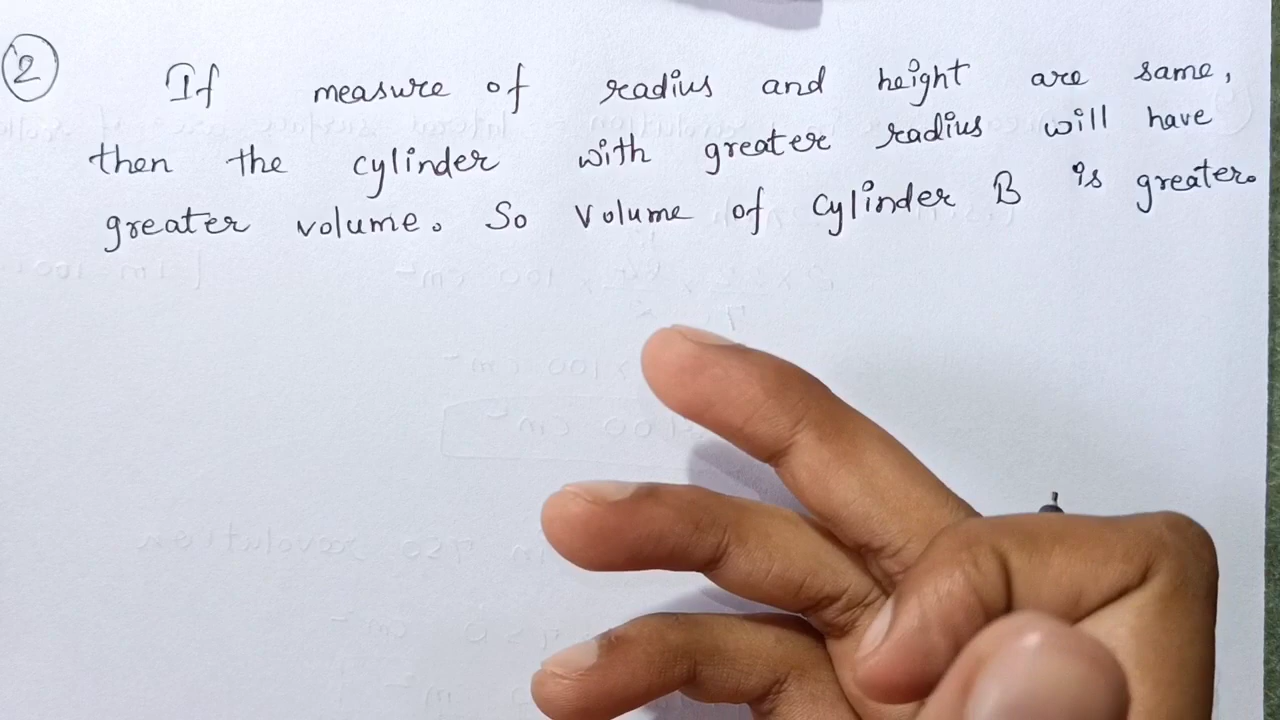 2 If measure of radius and height are same,
then the cylinder with greater radius will have
greater volume. So volume of cylinder B is greater.